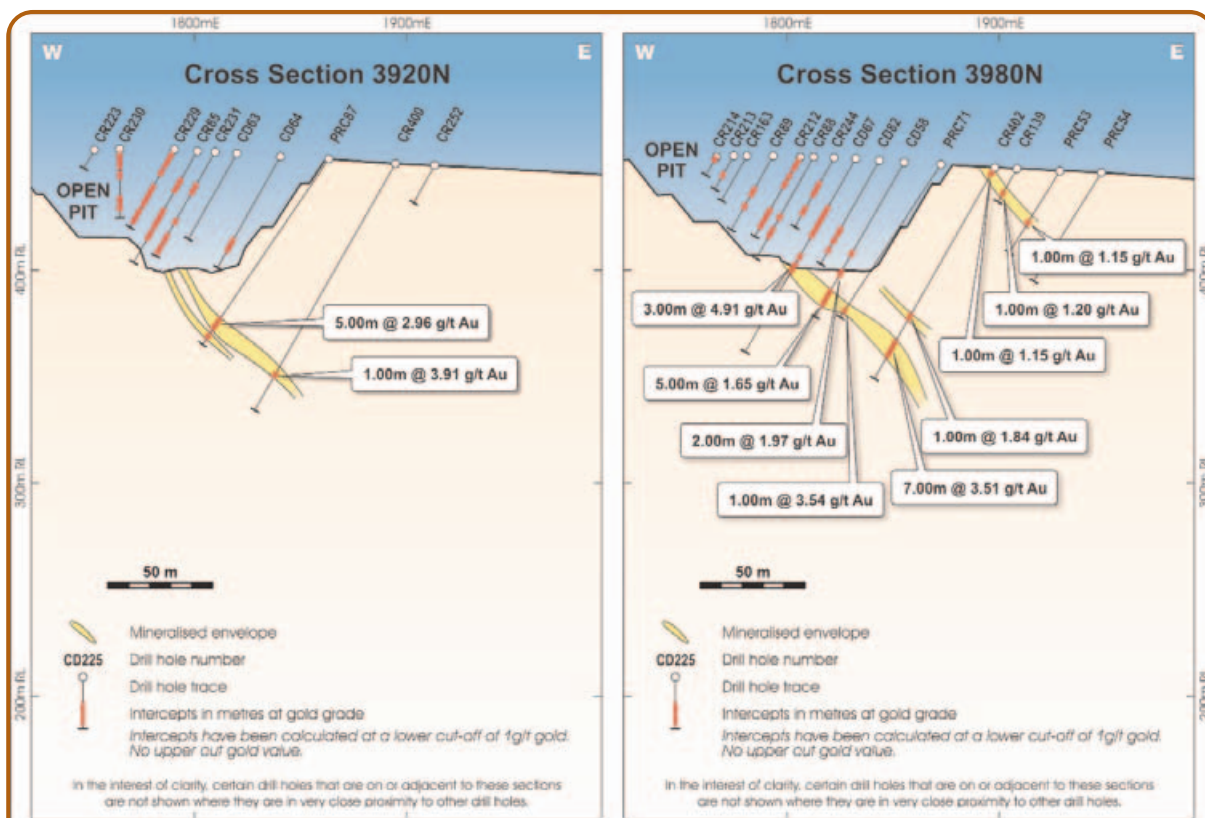 1800mE
1900mE
W
E
Cross Section 3920N
CR223
CR230
CR229
CR65
CR231
CD63
CD64
PRC87
CR400
CR252
OPEN
PIT
400m RL
300m RL
200m RL
5.00m @ 2.96 g/t Au
1.00m @ 3.91 g/t Au
50 m
Mineralised envelope
CD225
Drill hole number
Drill hole trace
Intercepts in metres at gold grade
Intercepts have been calculated at a lower cut-off of 1g/t gold.
No upper cut gold value.
In the interest of clarity, certain drill holes that are on or adjacent to these sections
are not shown where they are in very close proximity to other drill holes.
1800mE
1900mE
W
E
Cross Section 3980N
CR214
CR213
CR163
CR69
CR212
CR68
CR244
CD67
CD62
CD58
PRC71
CR402
CR139
PRC53
PRC54
OPEN
PIT
400m RL
400m RL
300m RL
300m RL
200m RL
200m RL
1.00m @ 1.15 g/t Au
3.00m @ 4.91 g/t Au
1.00m @ 1.20 g/t Au
1.00m @ 1.15 g/t Au
5.00m @ 1.65 g/t Au
2.00m @ 1.97 g/t Au
1.00m @ 1.84 g/t Au
7.00m @ 3.51 g/t Au
1.00m @ 3.54 g/t Au
50 m
Mineralised envelope
CD225
Drill hole number
Drill hole trace
Intercepts in metres at gold grade
Intercepts have been calculated at a lower cut-off of 1g/t gold.
No upper cut gold value.
In the interest of clarity, certain drill holes that are on or adjacent to these sections
are not shown where they are in very close proximity to other drill holes.